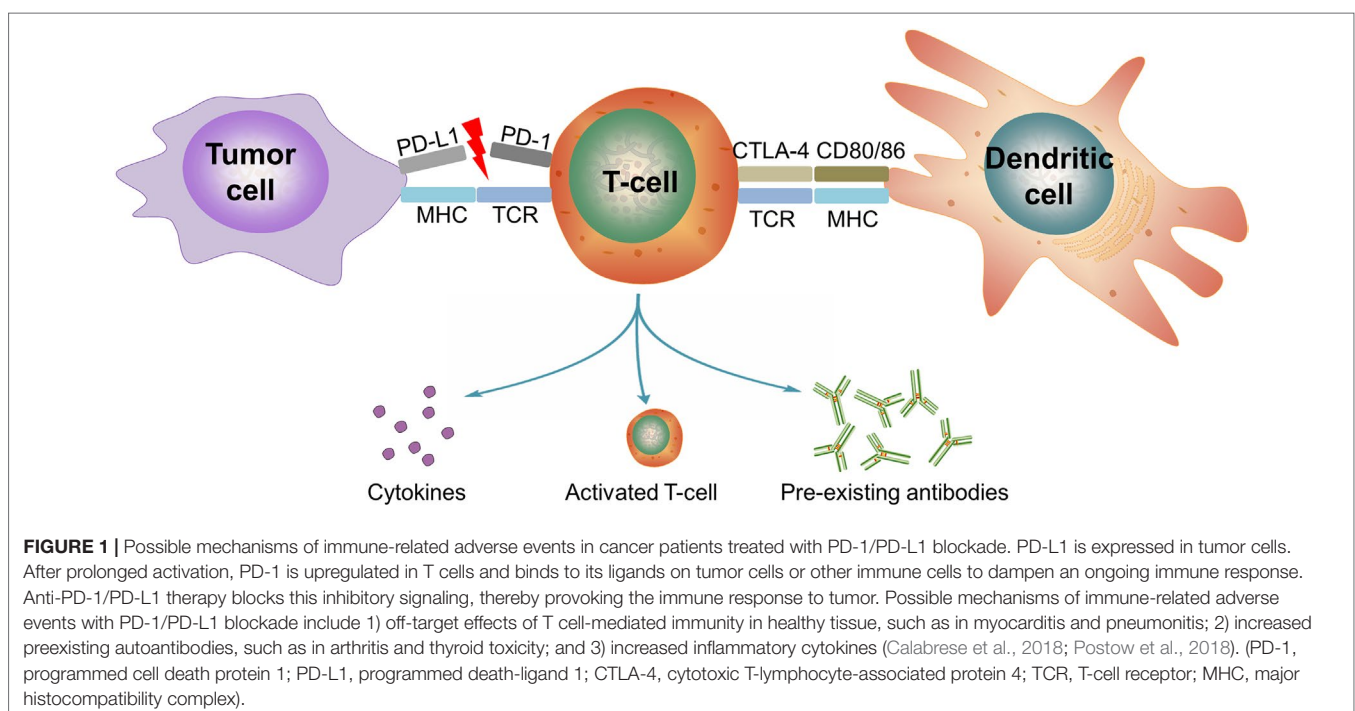 PD-L1
PD-1
CTLA-4 CD80/86
Tumor
cell
T-cell
Dendritic
cell
MHC
TCR
TCR
MHC
Cytokines
Activated T-cell
Pre-existing antibodies
FIGURE 1 | Possible mechanisms of immune-related adverse events in cancer patients treated with PD-1/PD-L1 blockade. PD-L1 is expressed in tumor cells.
After prolonged activation, PD-1 is upregulated in T cells and binds to its ligands on tumor cells or other immune cells to dampen an ongoing immune response.
Anti-PD-1/PD-L1 therapy blocks this inhibitory signaling, thereby provoking the immune response to tumor. Possible mechanisms of immune-related adverse
events with PD-1/PD-L1 blockade include 1) off-target effects of T cell-mediated immunity in healthy tissue, such as in myocarditis and pneumonitis; 2) increased
preexisting autoantibodies, such as in arthritis and thyroid toxicity; and 3) increased inflammatory cytokines (Calabrese et al., 2018; Postow et al., 2018). (PD-1,
programmed cell death protein 1; PD-L1, programmed death-ligand 1; CTLA-4, cytotoxic T-lymphocyte-associated protein 4; TCR, T-cell receptor; MHC, major
histocompatibility complex).